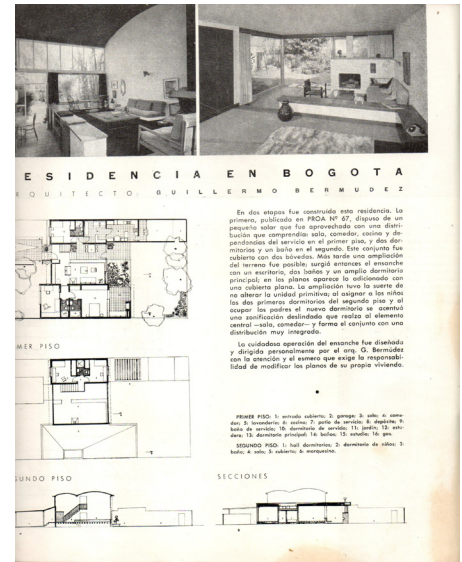 ESIDENCIA EN BOGOTA
RQUITECTO: GUILLERMO BERMUDEZ
En dos etapas fue construida esta residencia. La
primera, publicada en PROA Nº 67, dispuso de un
pequeño solar que fue aprovechado con una distri-
bución que comprendía: sala, comedor, cocina y de-
pendencias del servicio en el primer piso, y dos dor-
mitorios y un baño en el segundo. Este conjunto fue
cubierto con dos bóvedas. Más tarde una ampliación
del terreno fue posible; surgió entonces el ensanche
con un escritorio, dos baños y un amplio dormitorio
principal; en los planos aparece lo adicionado con
una cubierta plana. La ampliación tuvo la suerte de
no alterar la unidad primitiva; al asignar a los niños
los dos primeros dormitorios del segundo piso y al
ocupar los padres el nuevo dormitorio se acentuó
una zonificación deslindada que realza al elemento
central —sala, comedor— y forma el conjunto con una
distribución muy integrada.
La cuidadosa operación del ensanche fue diseñada
y dirigida personalmente por el arq. G. Bermúdez
con la atención y el esmero que exige la responsabi-
lidad de modificar los planos de su propia vivienda.
MER PISO
PRIMER PISO: 1: entrada cubierta; 2: garage; 3: sala; 4: come-
dor; 5: lavandería; 6: cocina; 7: patio de servicio; 8: depósito; 9:
baño de servicio; 10: dormitorio de servicio; 11: jardín; 12: estu-
dero; 13: dormitorio principal; 14: baños; 15: estudio; 16: gas.
SEGUNDO PISO: 1: hall dormitorios; 2: dormitorio de niños; 3:
baño; 4: sala; 5: cubierta; 6: marquesina.
GUNDO PISO
SECCIONES